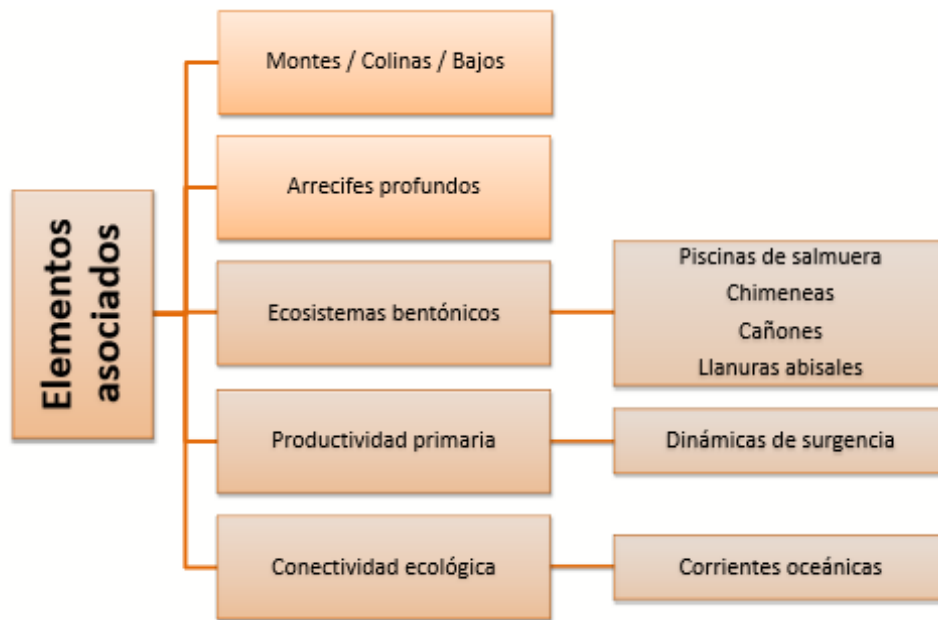 Elementos
asociados
Montes / Colinas / Bajos
Arrecifes profundos
Ecosistemas bentónicos
Piscinas de salmuera
Chimeneas
Cañones
Llanuras abisales
Productividad primaria
Dinámicas de surgencia
Conectividad ecológica
Corrientes oceánicas